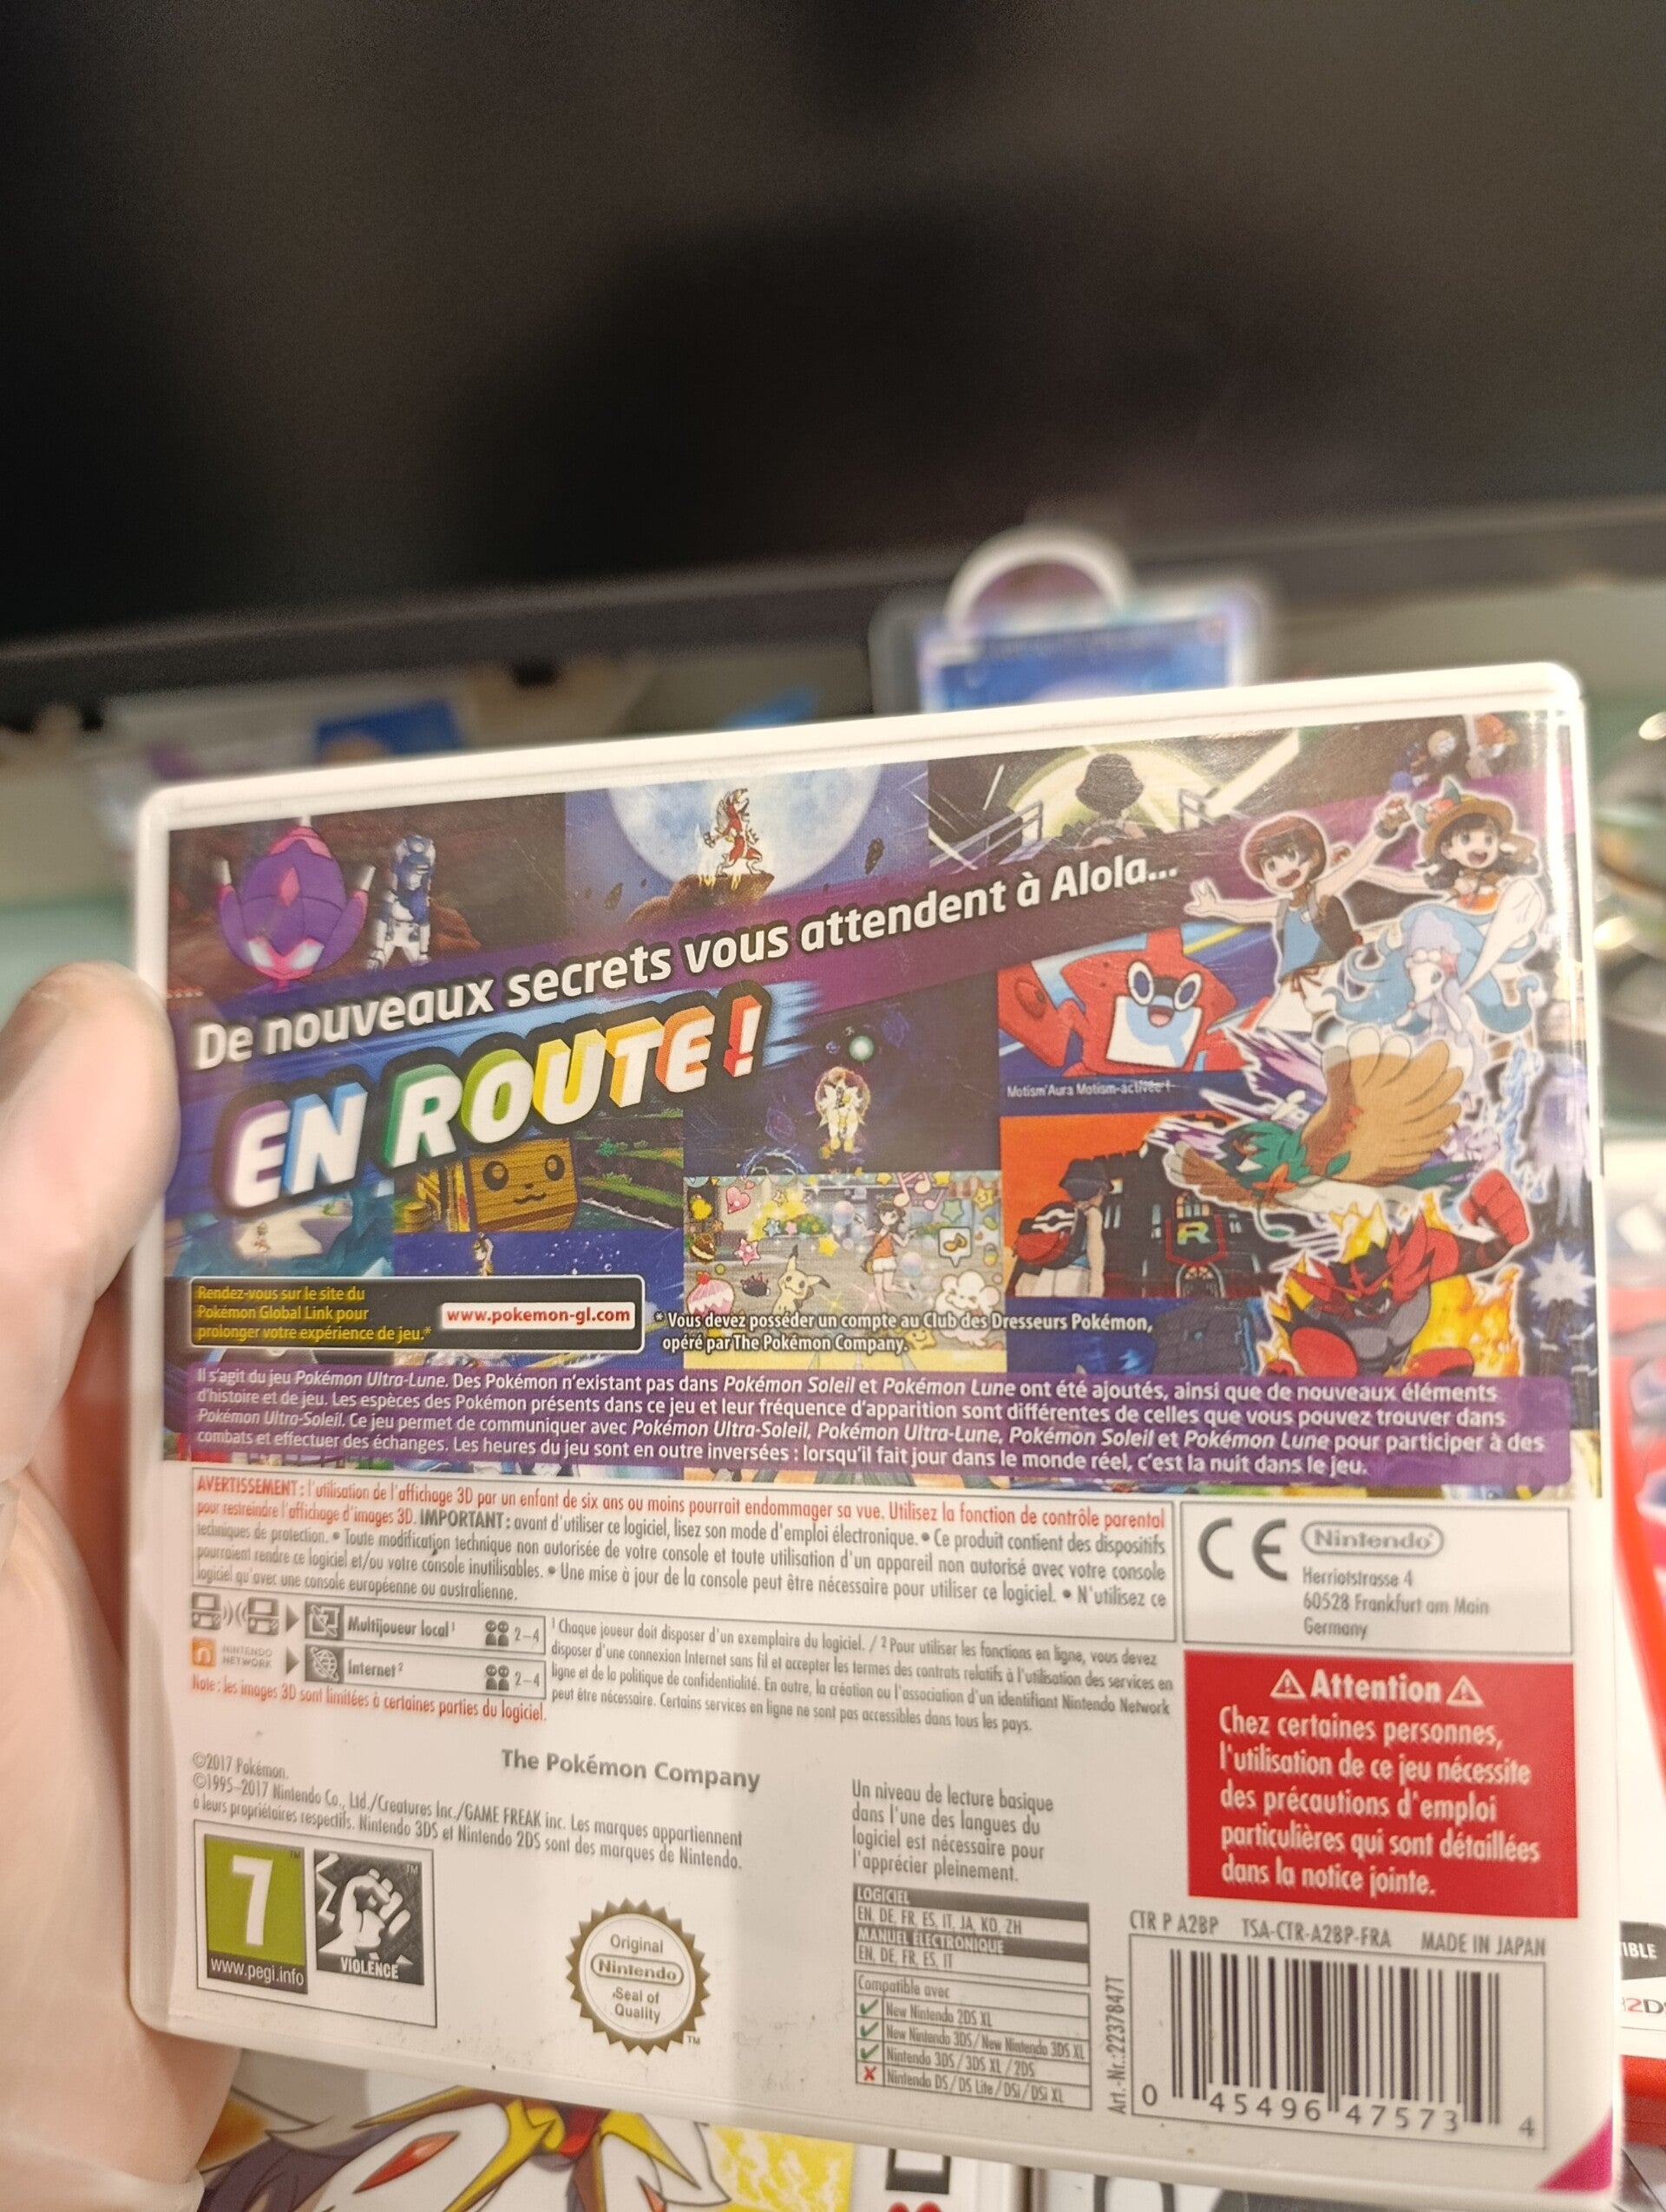 De nouveaux secrets vous attendent à Alola...
EN ROUTE !
Motism'Aura Motism-activée !
R
Rendez-vous sur le site du
Pokémon Global Link pour
prolonger votre expérience de jeu.*
www.pokemon-gl.com
* Vous devez posséder un compte au Club des Dresseurs Pokémon,
opéré par The Pokémon Company.
Il s'agit du jeu Pokémon Ultra-Lune. Des Pokémon n'existant pas dans Pokémon Soleil et Pokémon Lune ont été ajoutés, ainsi que de nouveaux éléments
d'histoire et de jeu. Les espèces des Pokémon présents dans ce jeu et leur fréquence d'apparition sont différentes de celles que vous pouvez trouver dans
Pokémon Ultra-Soleil. Ce jeu permet de communiquer avec Pokémon Ultra-Soleil, Pokémon Ultra-Lune, Pokémon Soleil et Pokémon Lune pour participer à des
combats et effectuer des échanges. Les heures du jeu sont en outre inversées : lorsqu'il fait jour dans le monde réel, c'est la nuit dans le jeu.
AVERTISSEMENT : l'utilisation de l'affichage 3D par un enfant de six ans ou moins pourrait endommager sa vue. Utilisez la fonction de contrôle parental
pour restreindre l'affichage d'images 3D. IMPORTANT : avant d'utiliser ce logiciel, lisez son mode d'emploi électronique. • Ce produit contient des dispositifs
techniques de protection. • Toute modification technique non autorisée de votre console et toute utilisation d'un appareil non autorisé avec votre console
pourraient rendre ce logiciel et/ou votre console inutilisables. • Une mise à jour de la console peut être nécessaire pour utiliser ce logiciel. • N'utilisez ce
logiciel qu'avec une console européenne ou australienne.
CE
Nintendo
Herriotstrasse 4
60528 Frankfurt am Main
Germany
Multijoueur local¹ 2–4
n NINTENDO NETWORK Internet² 2–4
Note : les images 3D sont limitées à certaines parties du logiciel.
¹ Chaque joueur doit disposer d'un exemplaire du logiciel. / ² Pour utiliser les fonctions en ligne, vous devez
disposer d'une connexion Internet sans fil et accepter les termes des contrats relatifs à l'utilisation des services en
ligne et de la politique de confidentialité. En outre, la création ou l'association d'un identifiant Nintendo Network
peut être nécessaire. Certains services en ligne ne sont pas accessibles dans tous les pays.
Attention
Chez certaines personnes,
l'utilisation de ce jeu nécessite
des précautions d'emploi
particulières qui sont détaillées
dans la notice jointe.
The Pokémon Company
©2017 Pokémon.
©1995–2017 Nintendo Co., Ltd./Creatures Inc./GAME FREAK inc. Les marques appartiennent
à leurs propriétaires respectifs. Nintendo 3DS et Nintendo 2DS sont des marques de Nintendo.
Un niveau de lecture basique
dans l'une des langues du
logiciel est nécessaire pour
l'apprécier pleinement.
7
www.pegi.info
VIOLENCE
TM
Original
Nintendo
Seal of
Quality
TM
LOGICIEL
EN, DE, FR, ES, IT, JA, KO, ZH
MANUEL ÉLECTRONIQUE
EN, DE, FR, ES, IT
Compatible avec
New Nintendo 2DS XL
New Nintendo 3DS / New Nintendo 3DS XL
Nintendo 3DS / 3DS XL / 2DS
Nintendo DS / DS Lite / DSi / DSi XL
CTR P A2BP TSA-CTR-A2BP-FRA MADE IN JAPAN
Art.-Nr.:2237847T
0 45496 47573 4
IBLE
2DS